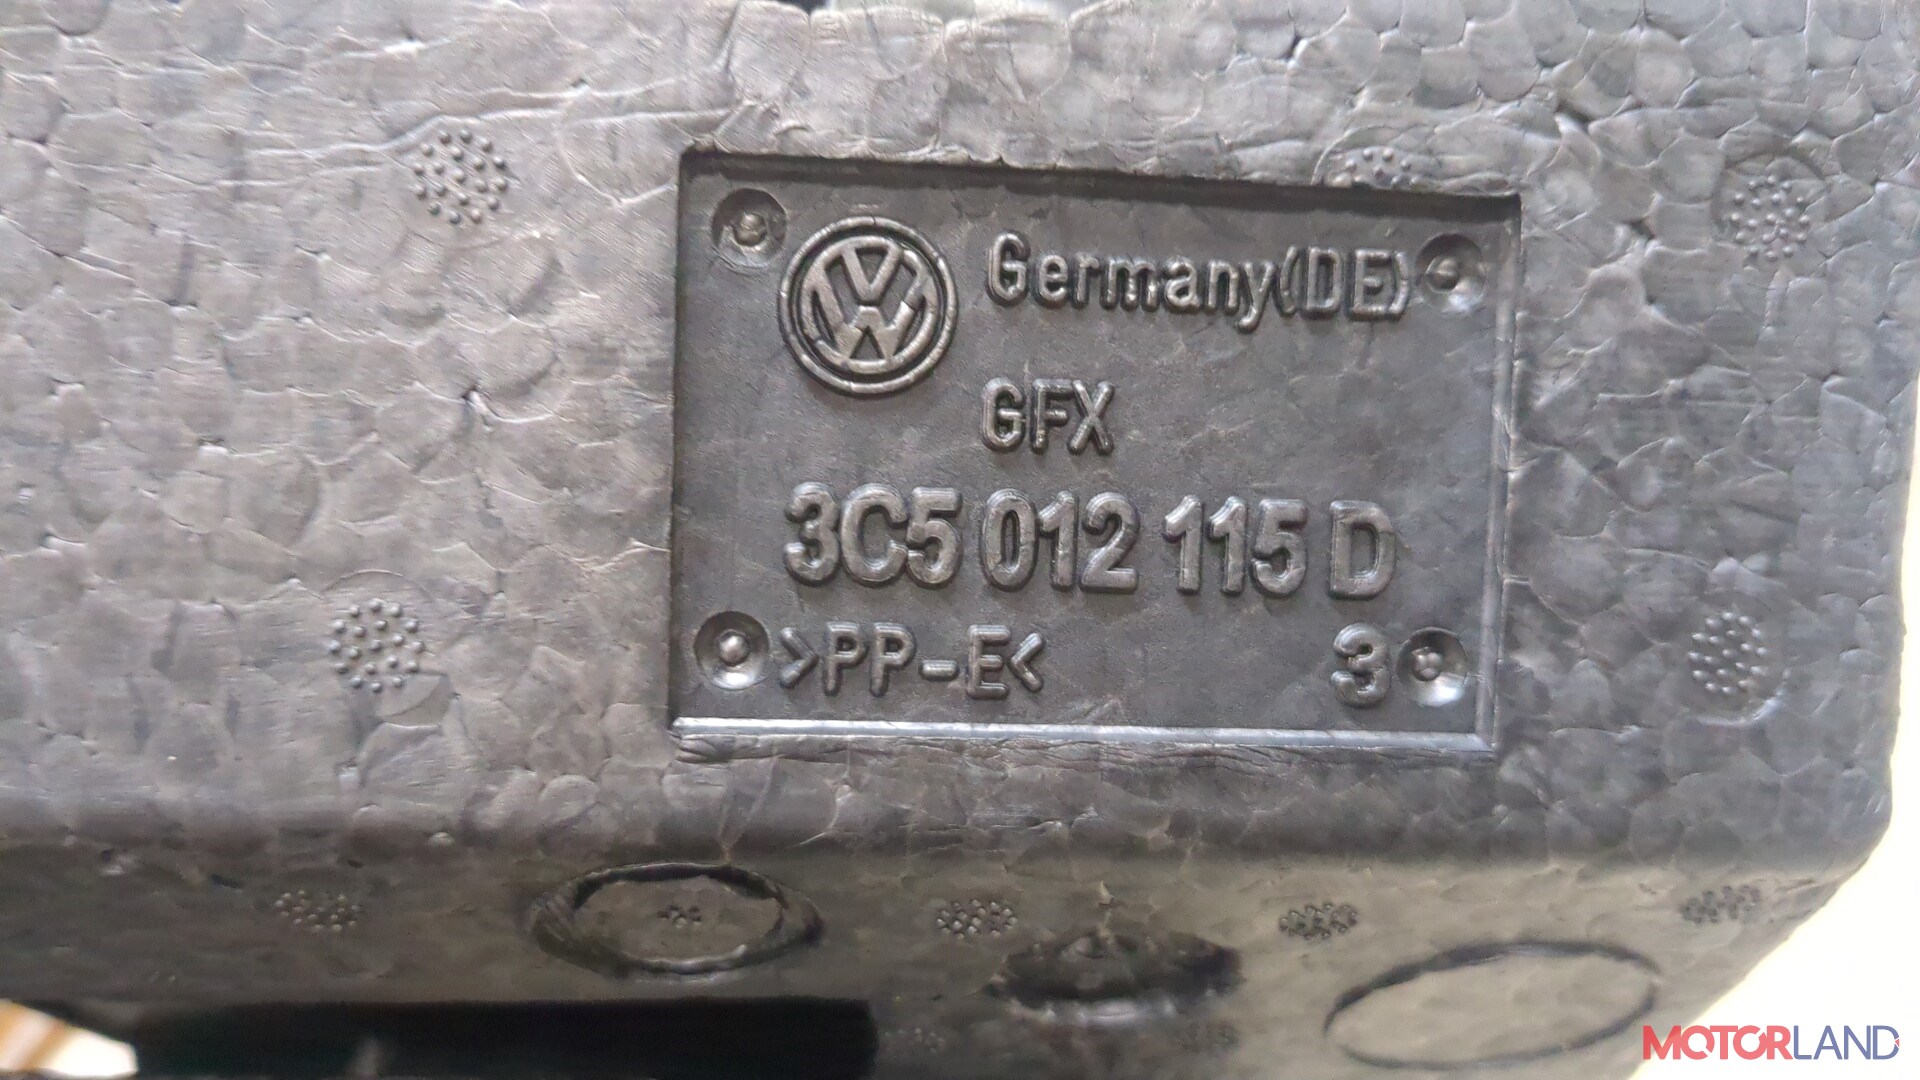 Germany(DE)
GFX
3C5 012 115 D
>PP-E< 3
MOTORLAND